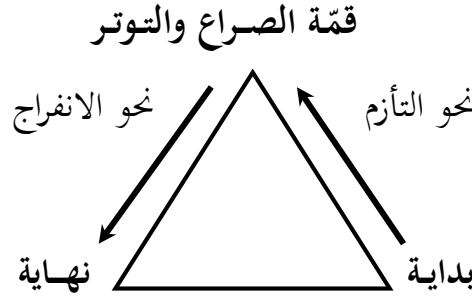 قمّة الصراع والتوتر
نحو التأزم
نحو الانفراج
بداية
نهاية